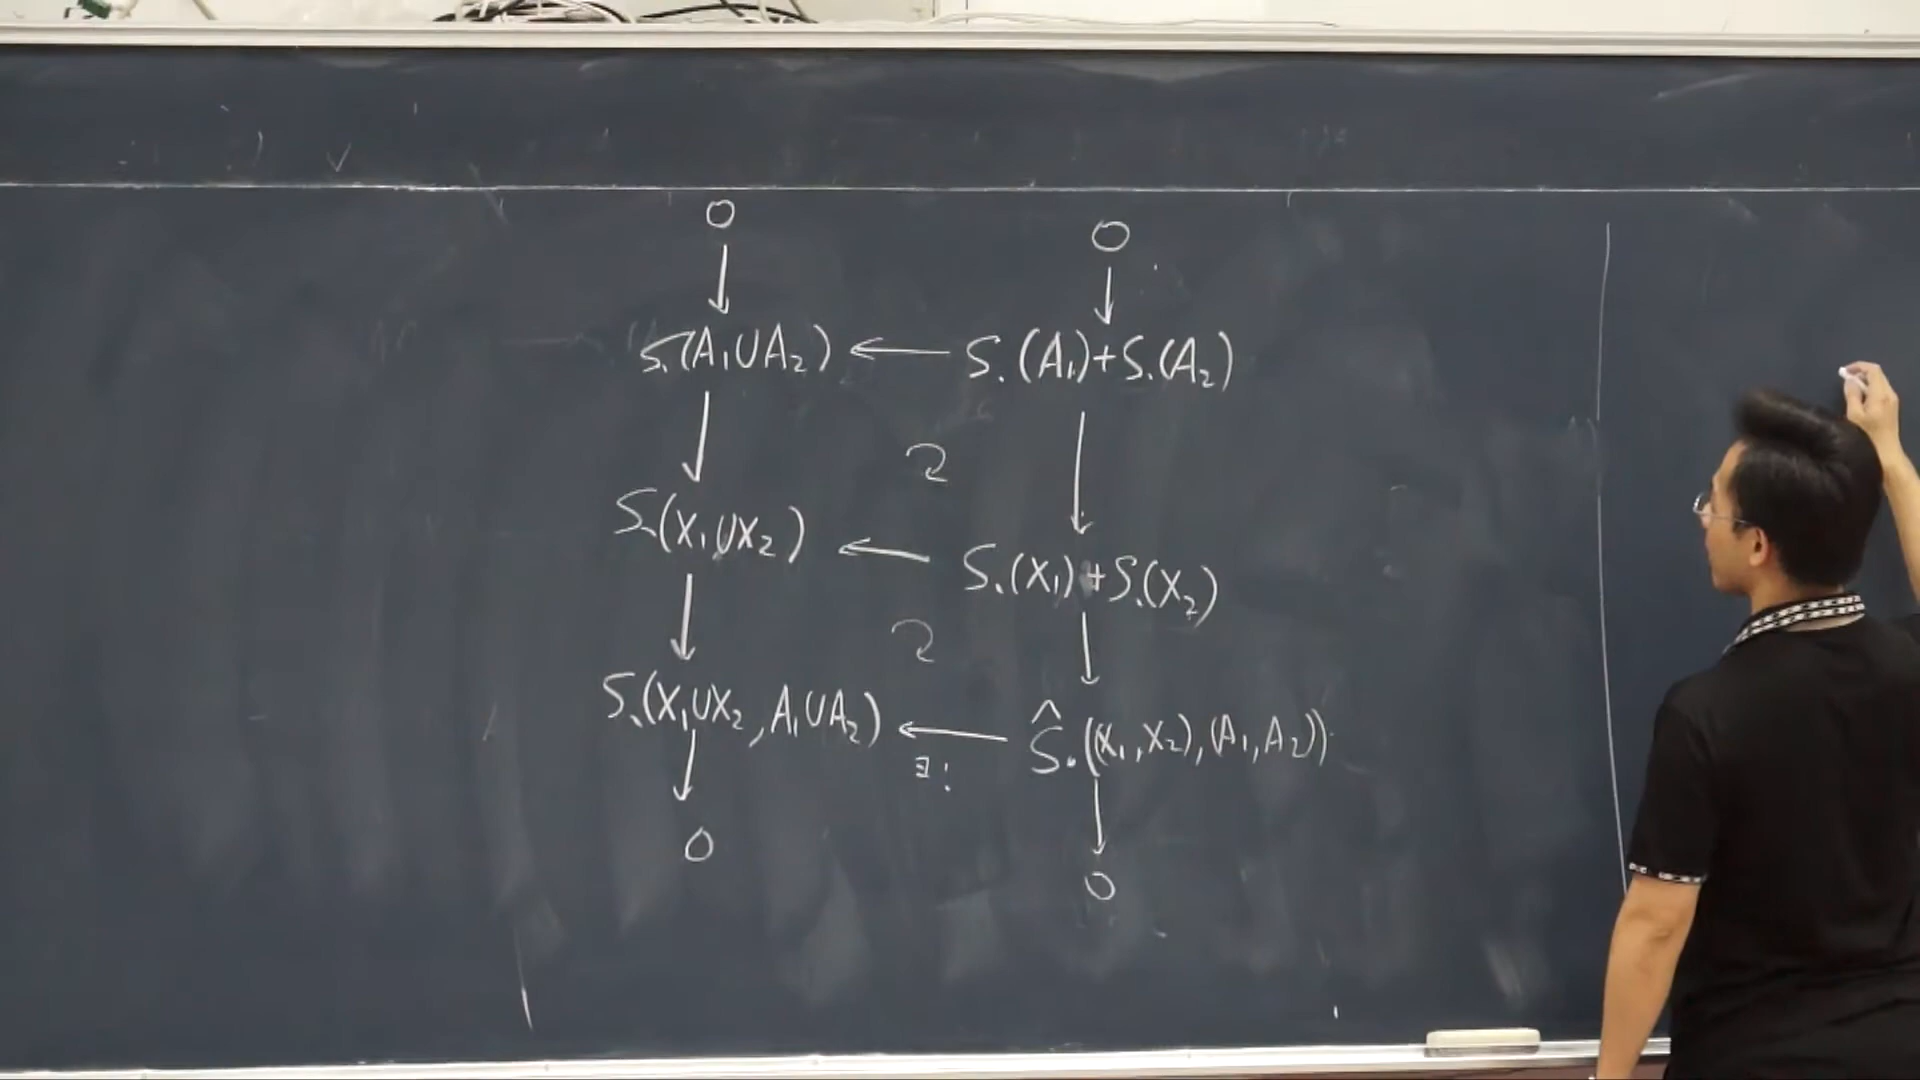 0 0
↓ ↓
S.(A₁∪A₂) ← S.(A₁)+S.(A₂)
↓ ↓
S.(X₁∪X₂) ← S.(X₁)+S.(X₂)
↓ ↓
S.(X₁∪X₂, A₁∪A₂) ← Ŝ.((X₁,X₂),(A₁,A₂))
∃!
↓ ↓
0 0